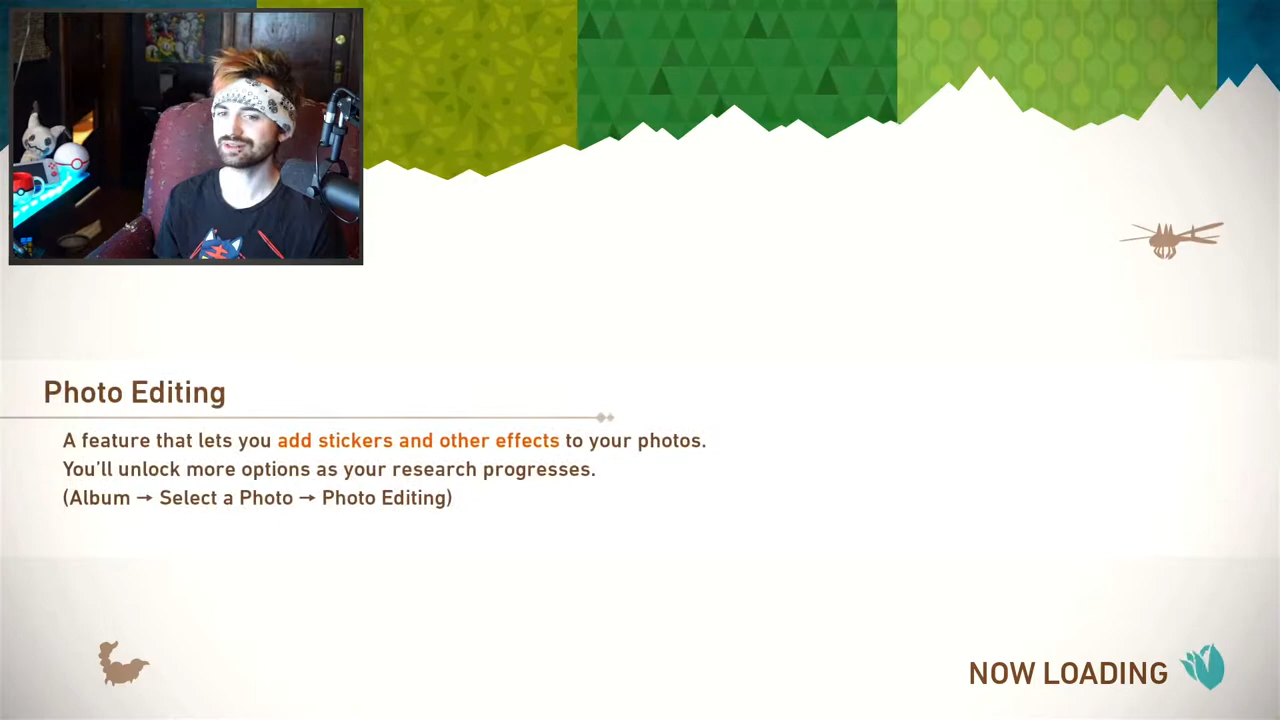 Photo Editing
A feature that lets you add stickers and other effects to your photos.
You'll unlock more options as your research progresses.
(Album → Select a Photo → Photo Editing)
NOW LOADING